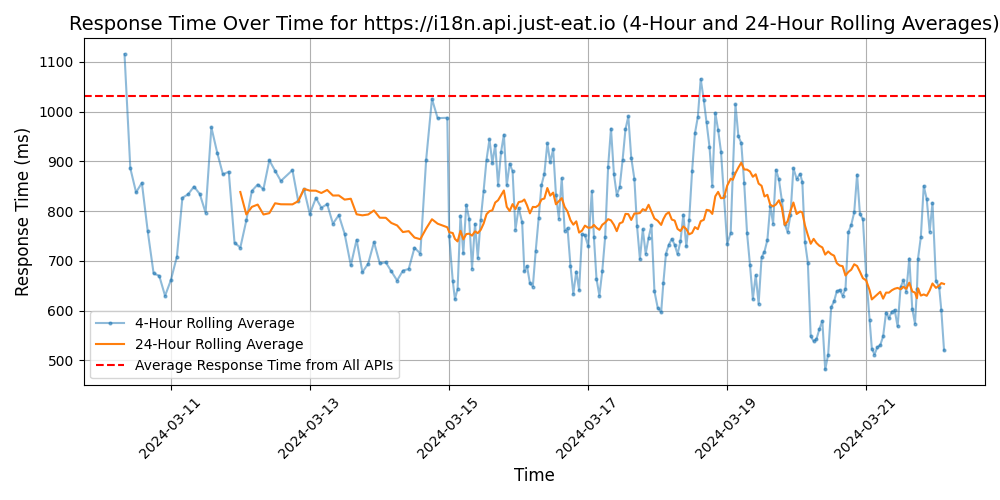 Response Time Over Time for https://i18n.api.just-eat.io (4-Hour and 24-Hour Rolling Averages)
Response Time (ms)
1100
1000
900
800
700
600
500
4-Hour Rolling Average
24-Hour Rolling Average
Average Response Time from All APIs
2024-03-11
2024-03-13
2024-03-15
2024-03-17
2024-03-19
2024-03-21
Time